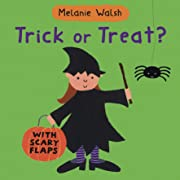 Melanie Walsh
Trick or Treat?
WITH
SCARY
FLAPS